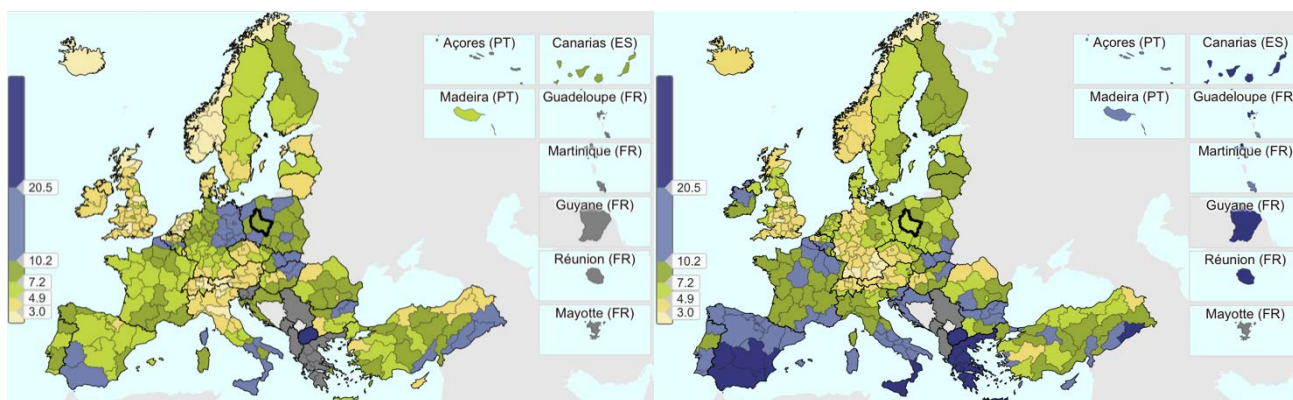 Açores (PT)
Canarias (ES)
Madeira (PT)
Guadeloupe (FR)
Martinique (FR)
Guyane (FR)
Réunion (FR)
Mayotte (FR)
20.5
10.2
7.2
4.9
3.0
Açores (PT)
Canarias (ES)
Madeira (PT)
Guadeloupe (FR)
Martinique (FR)
Guyane (FR)
Réunion (FR)
Mayotte (FR)
20.5
10.2
7.2
4.9
3.0